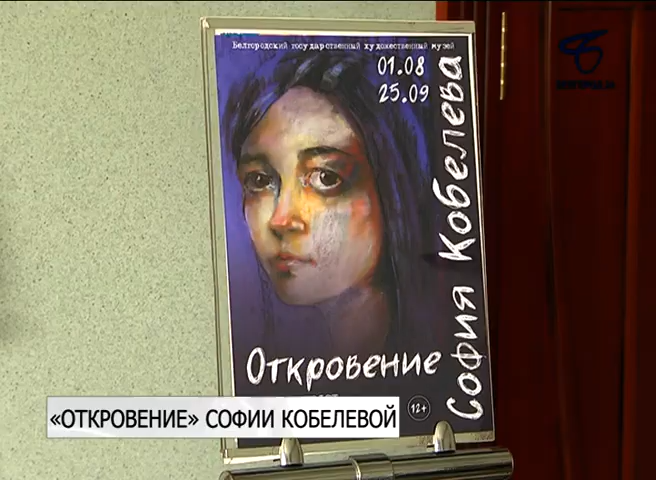 Белгородский государственный художественный музей
01.08
25.09
София Кобелева
Откровение
12+
«ОТКРОВЕНИЕ» СОФИИ КОБЕЛЕВОЙ